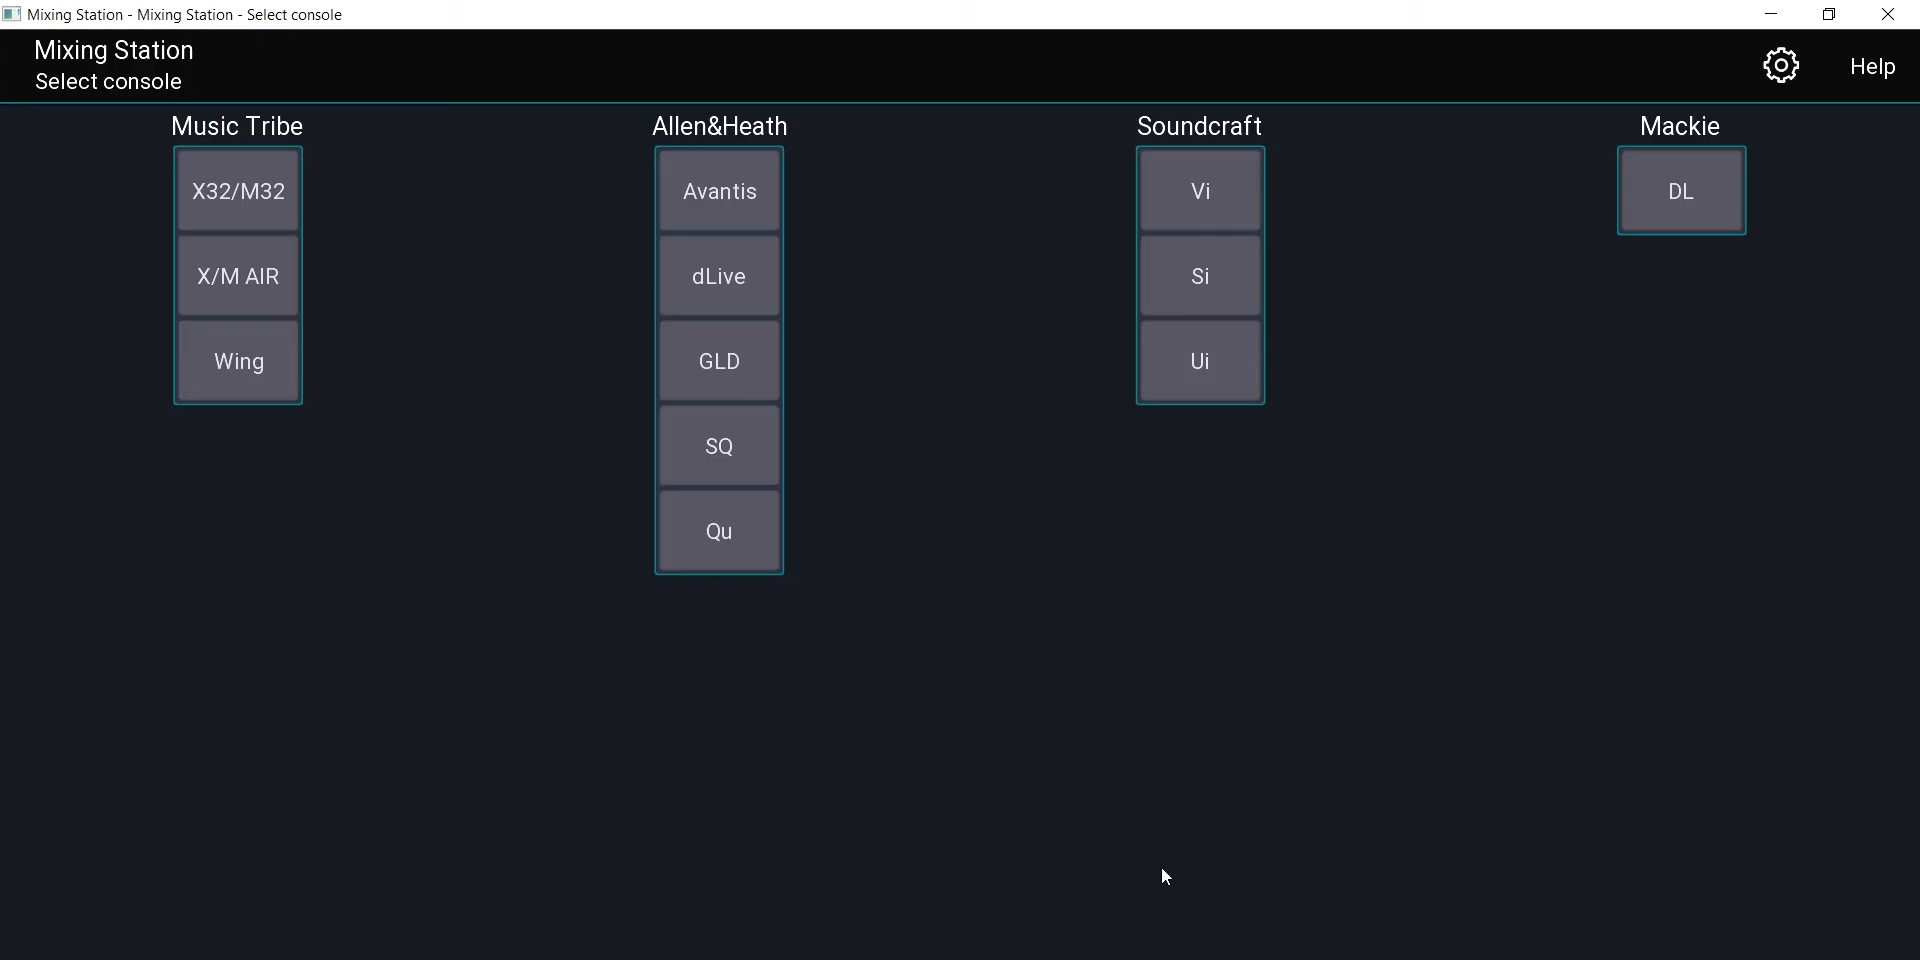 Mixing Station - Mixing Station - Select console
Mixing Station
Select console
Help
Music Tribe
X32/M32
X/M AIR
Wing
Allen&Heath
Avantis
dLive
GLD
SQ
Qu
Soundcraft
Vi
Si
Ui
Mackie
DL